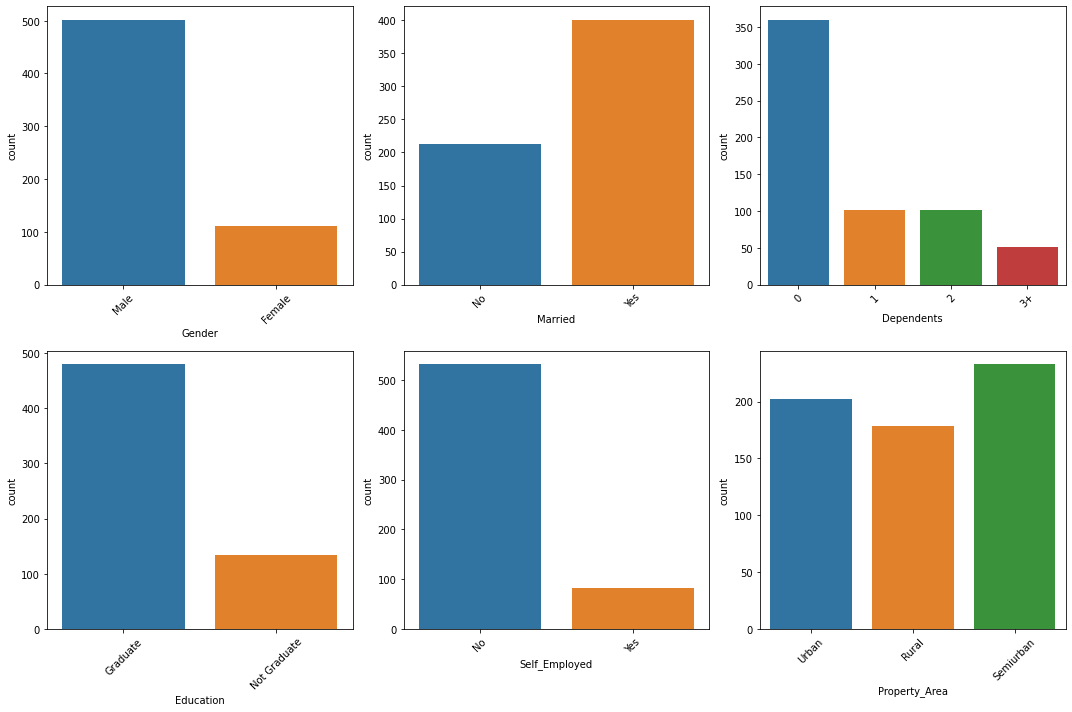 count
500
400
300
200
100
0
Male
Female
Gender
count
400
350
300
250
200
150
100
50
0
No
Yes
Married
count
350
300
250
200
150
100
50
0
0
1
2
3+
Dependents
count
500
400
300
200
100
0
Graduate
Not Graduate
Education
count
500
400
300
200
100
0
No
Yes
Self_Employed
count
200
150
100
50
0
Urban
Rural
Semiurban
Property_Area